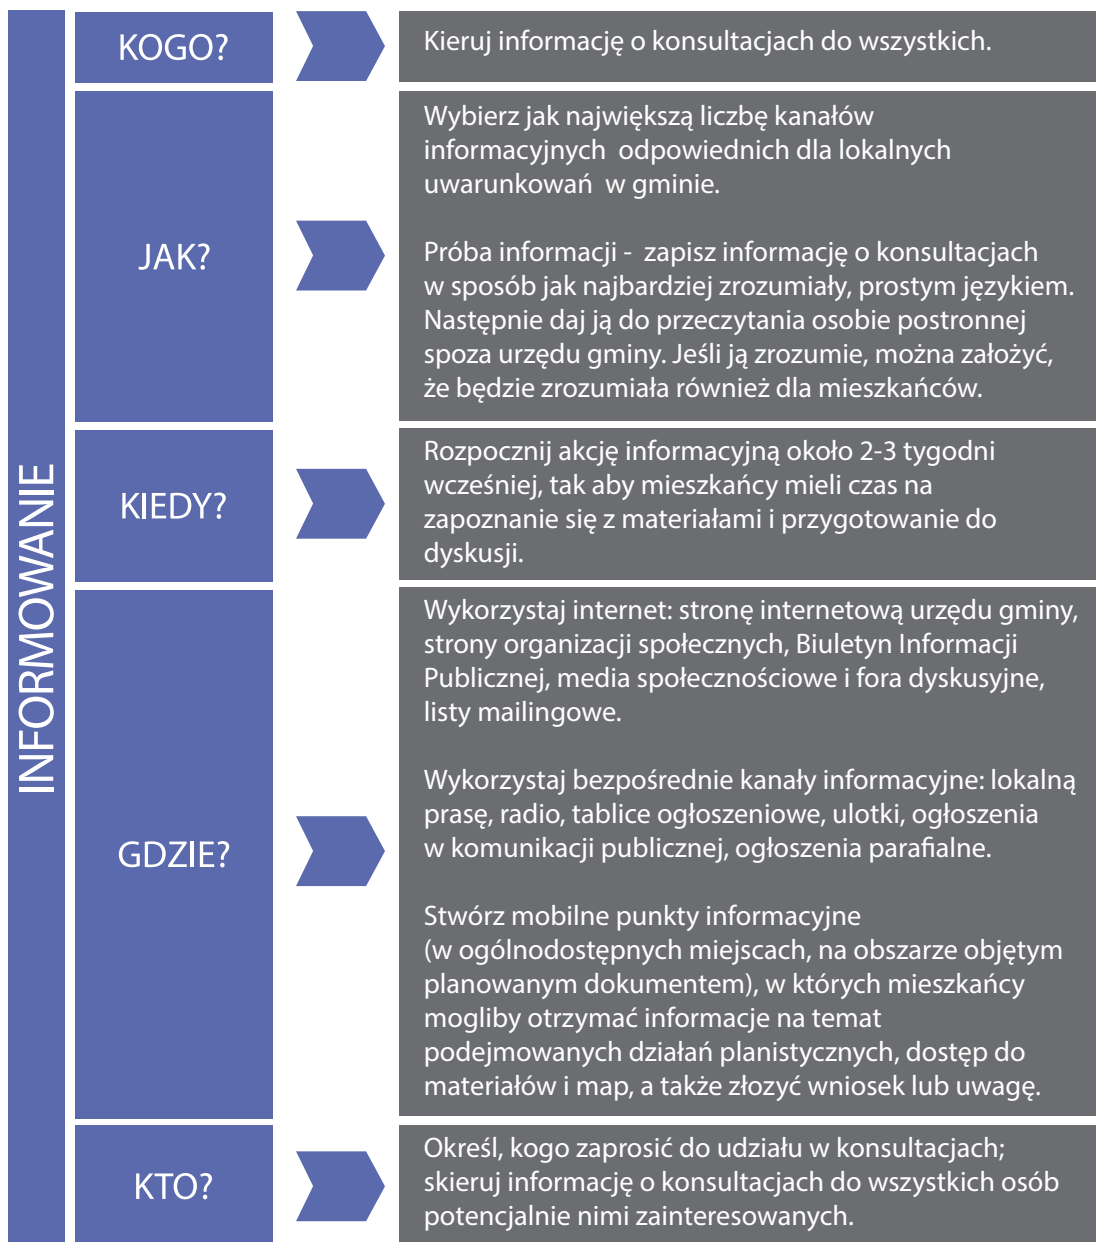 INFORMOWANIE
KOGO?
Kieruj informację o konsultacjach do wszystkich.
JAK?
Wybierz jak największą liczbę kanałów
informacyjnych odpowiednich dla lokalnych
uwarunkowań w gminie.
Próba informacji - zapisz informację o konsultacjach
w sposób jak najbardziej zrozumiały, prostym językiem.
Następnie daj ją do przeczytania osobie postronnej
spoza urzędu gminy. Jeśli ją zrozumie, można założyć,
że będzie zrozumiała również dla mieszkańców.
KIEDY?
Rozpocznij akcję informacyjną około 2-3 tygodni
wcześniej, tak aby mieszkańcy mieli czas na
zapoznanie się z materiałami i przygotowanie do
dyskusji.
GDZIE?
Wykorzystaj internet: stronę internetową urzędu gminy,
strony organizacji społecznych, Biuletyn Informacji
Publicznej, media społecznościowe i fora dyskusyjne,
listy mailingowe.
Wykorzystaj bezpośrednie kanały informacyjne: lokalną
prasę, radio, tablice ogłoszeniowe, ulotki, ogłoszenia
w komunikacji publicznej, ogłoszenia parafialne.
Stwórz mobilne punkty informacyjne
(w ogólnodostępnych miejscach, na obszarze objętym
planowanym dokumentem), w których mieszkańcy
mogliby otrzymać informacje na temat
podejmowanych działań planistycznych, dostęp do
materiałów i map, a także złozyć wniosek lub uwagę.
KTO?
Określ, kogo zaprosić do udziału w konsultacjach;
skieruj informację o konsultacjach do wszystkich osób
potencjalnie nimi zainteresowanych.